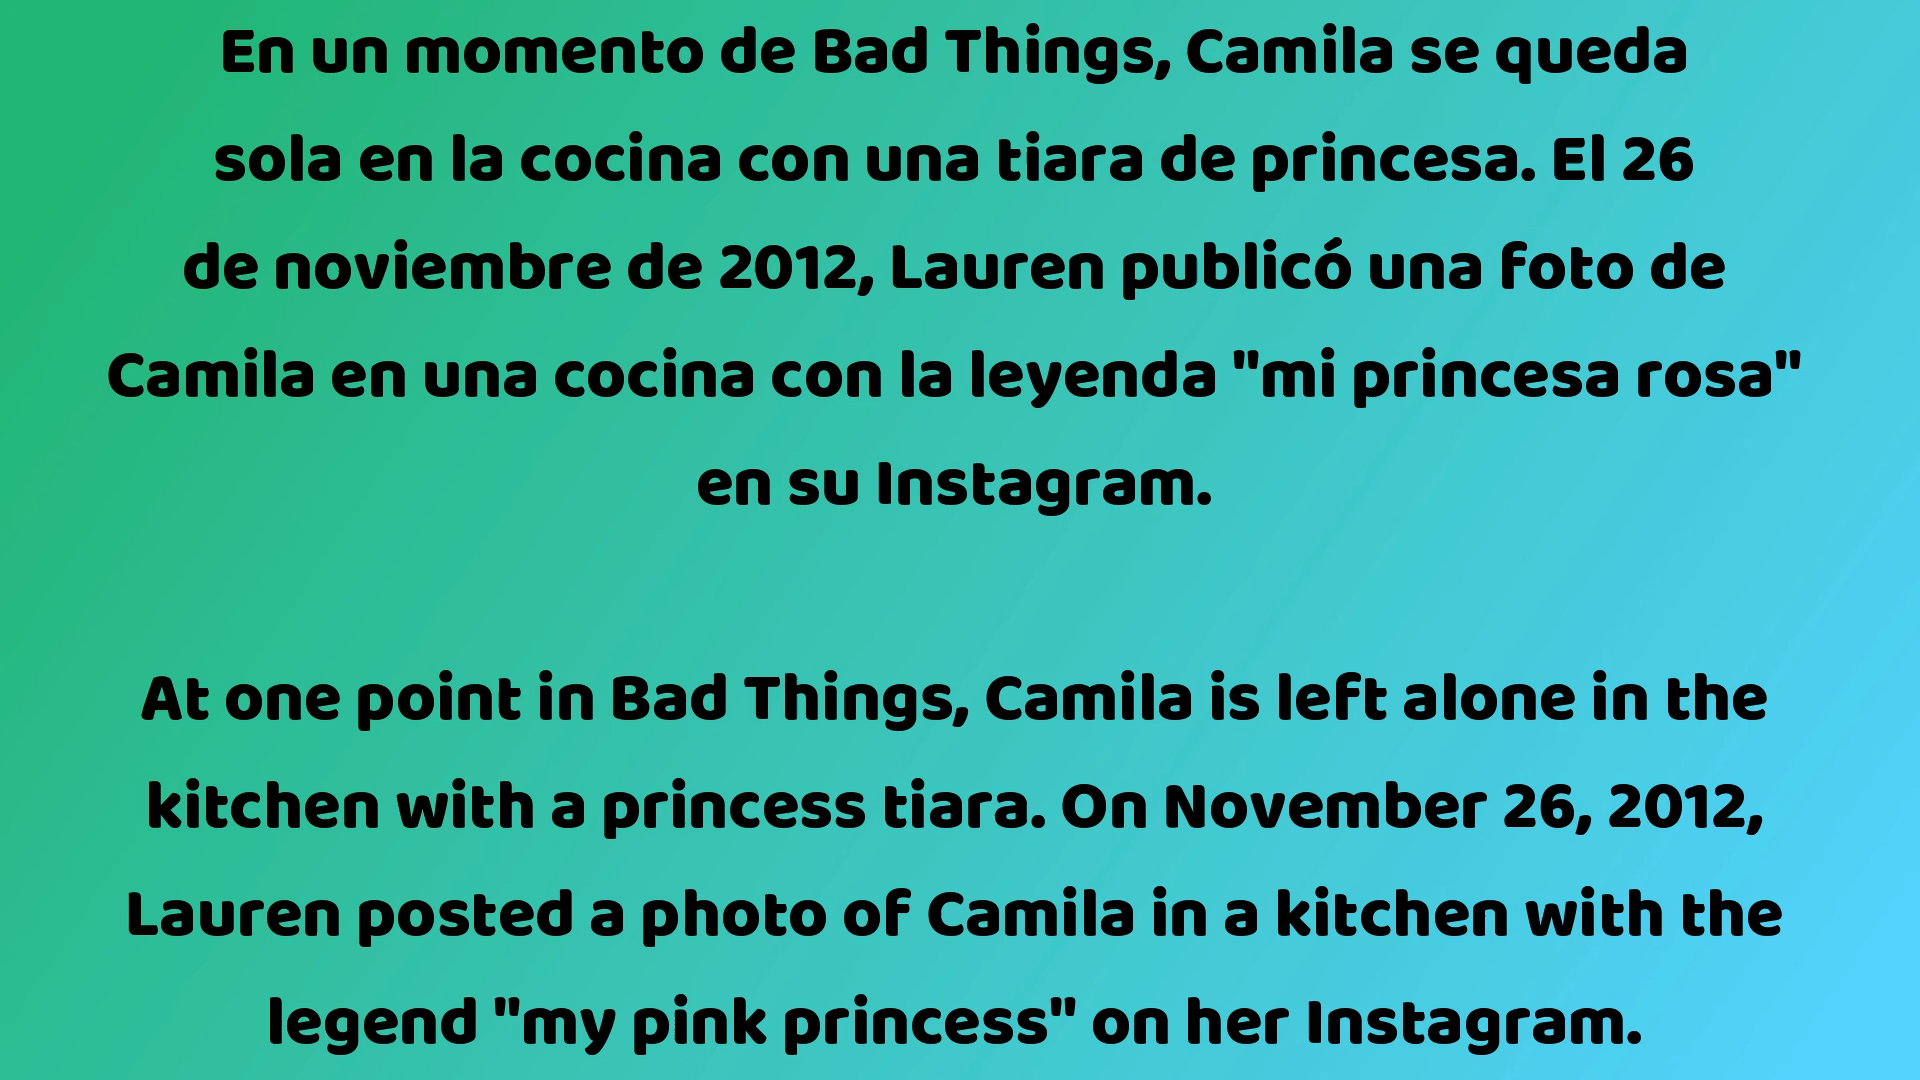 En un momento de Bad Things, Camila se queda
sola en la cocina con una tiara de princesa. El 26
de noviembre de 2012, Lauren publicó una foto de
Camila en una cocina con la leyenda "mi princesa rosa"
en su Instagram.
At one point in Bad Things, Camila is left alone in the
kitchen with a princess tiara. On November 26, 2012,
Lauren posted a photo of Camila in a kitchen with the
legend "my pink princess" on her Instagram.